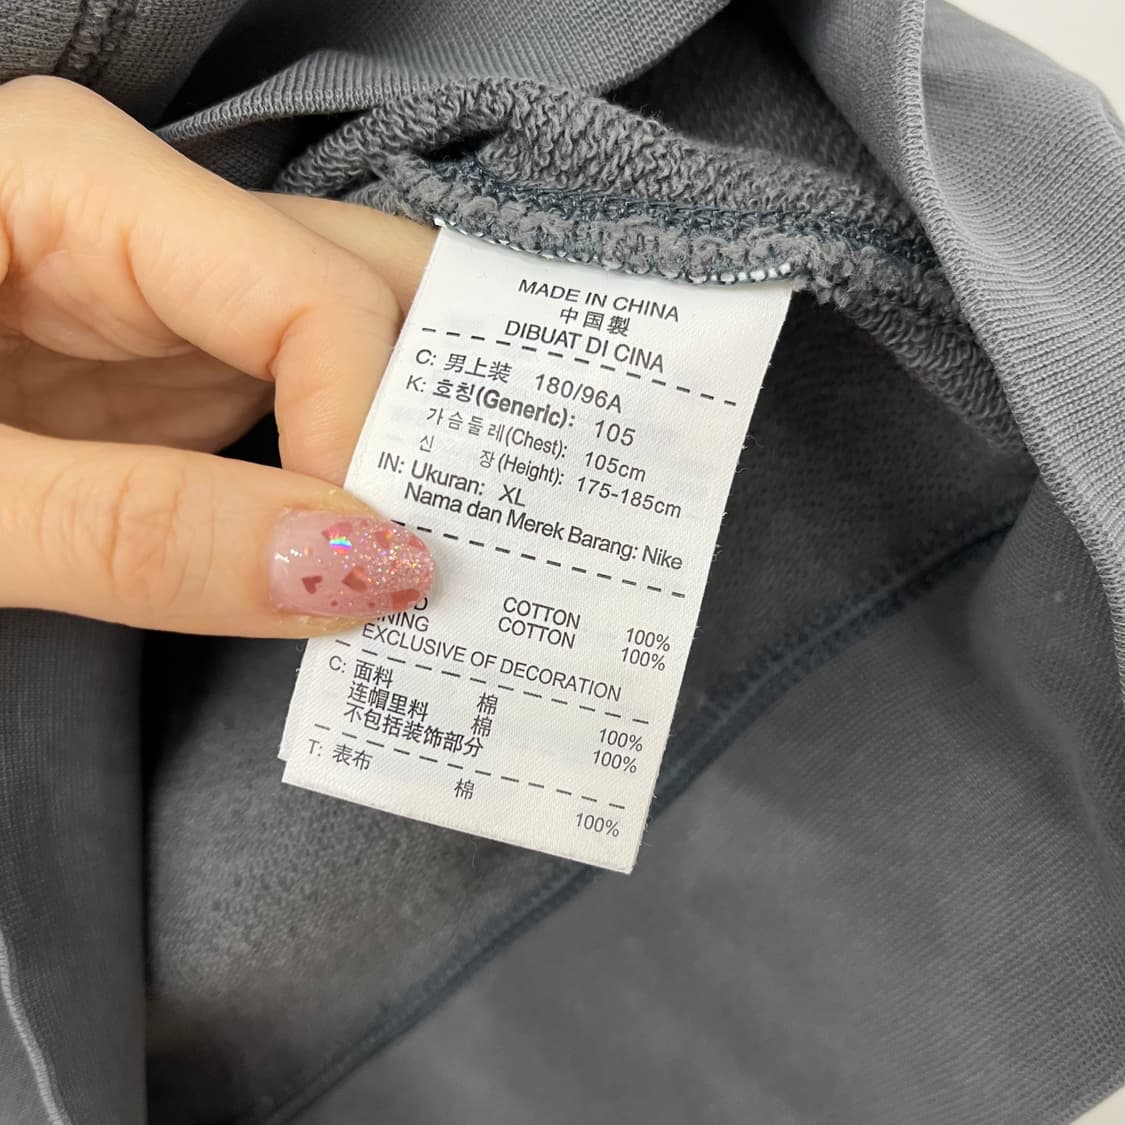 MADE IN CHINA
中国製
DIBUAT DI CINA
C: 男上装 180/96A
K: 호칭(Generic): 105
가슴둘레(Chest): 105cm
신 장(Height): 175-185cm
IN: Ukuran: XL
Nama dan Merek Barang: Nike
COTTON 100%
COTTON 100%
EXCLUSIVE OF DECORATION
C: 面料 棉 100%
连帽里料 棉 100%
不包括装饰部分
T: 表布 棉 100%